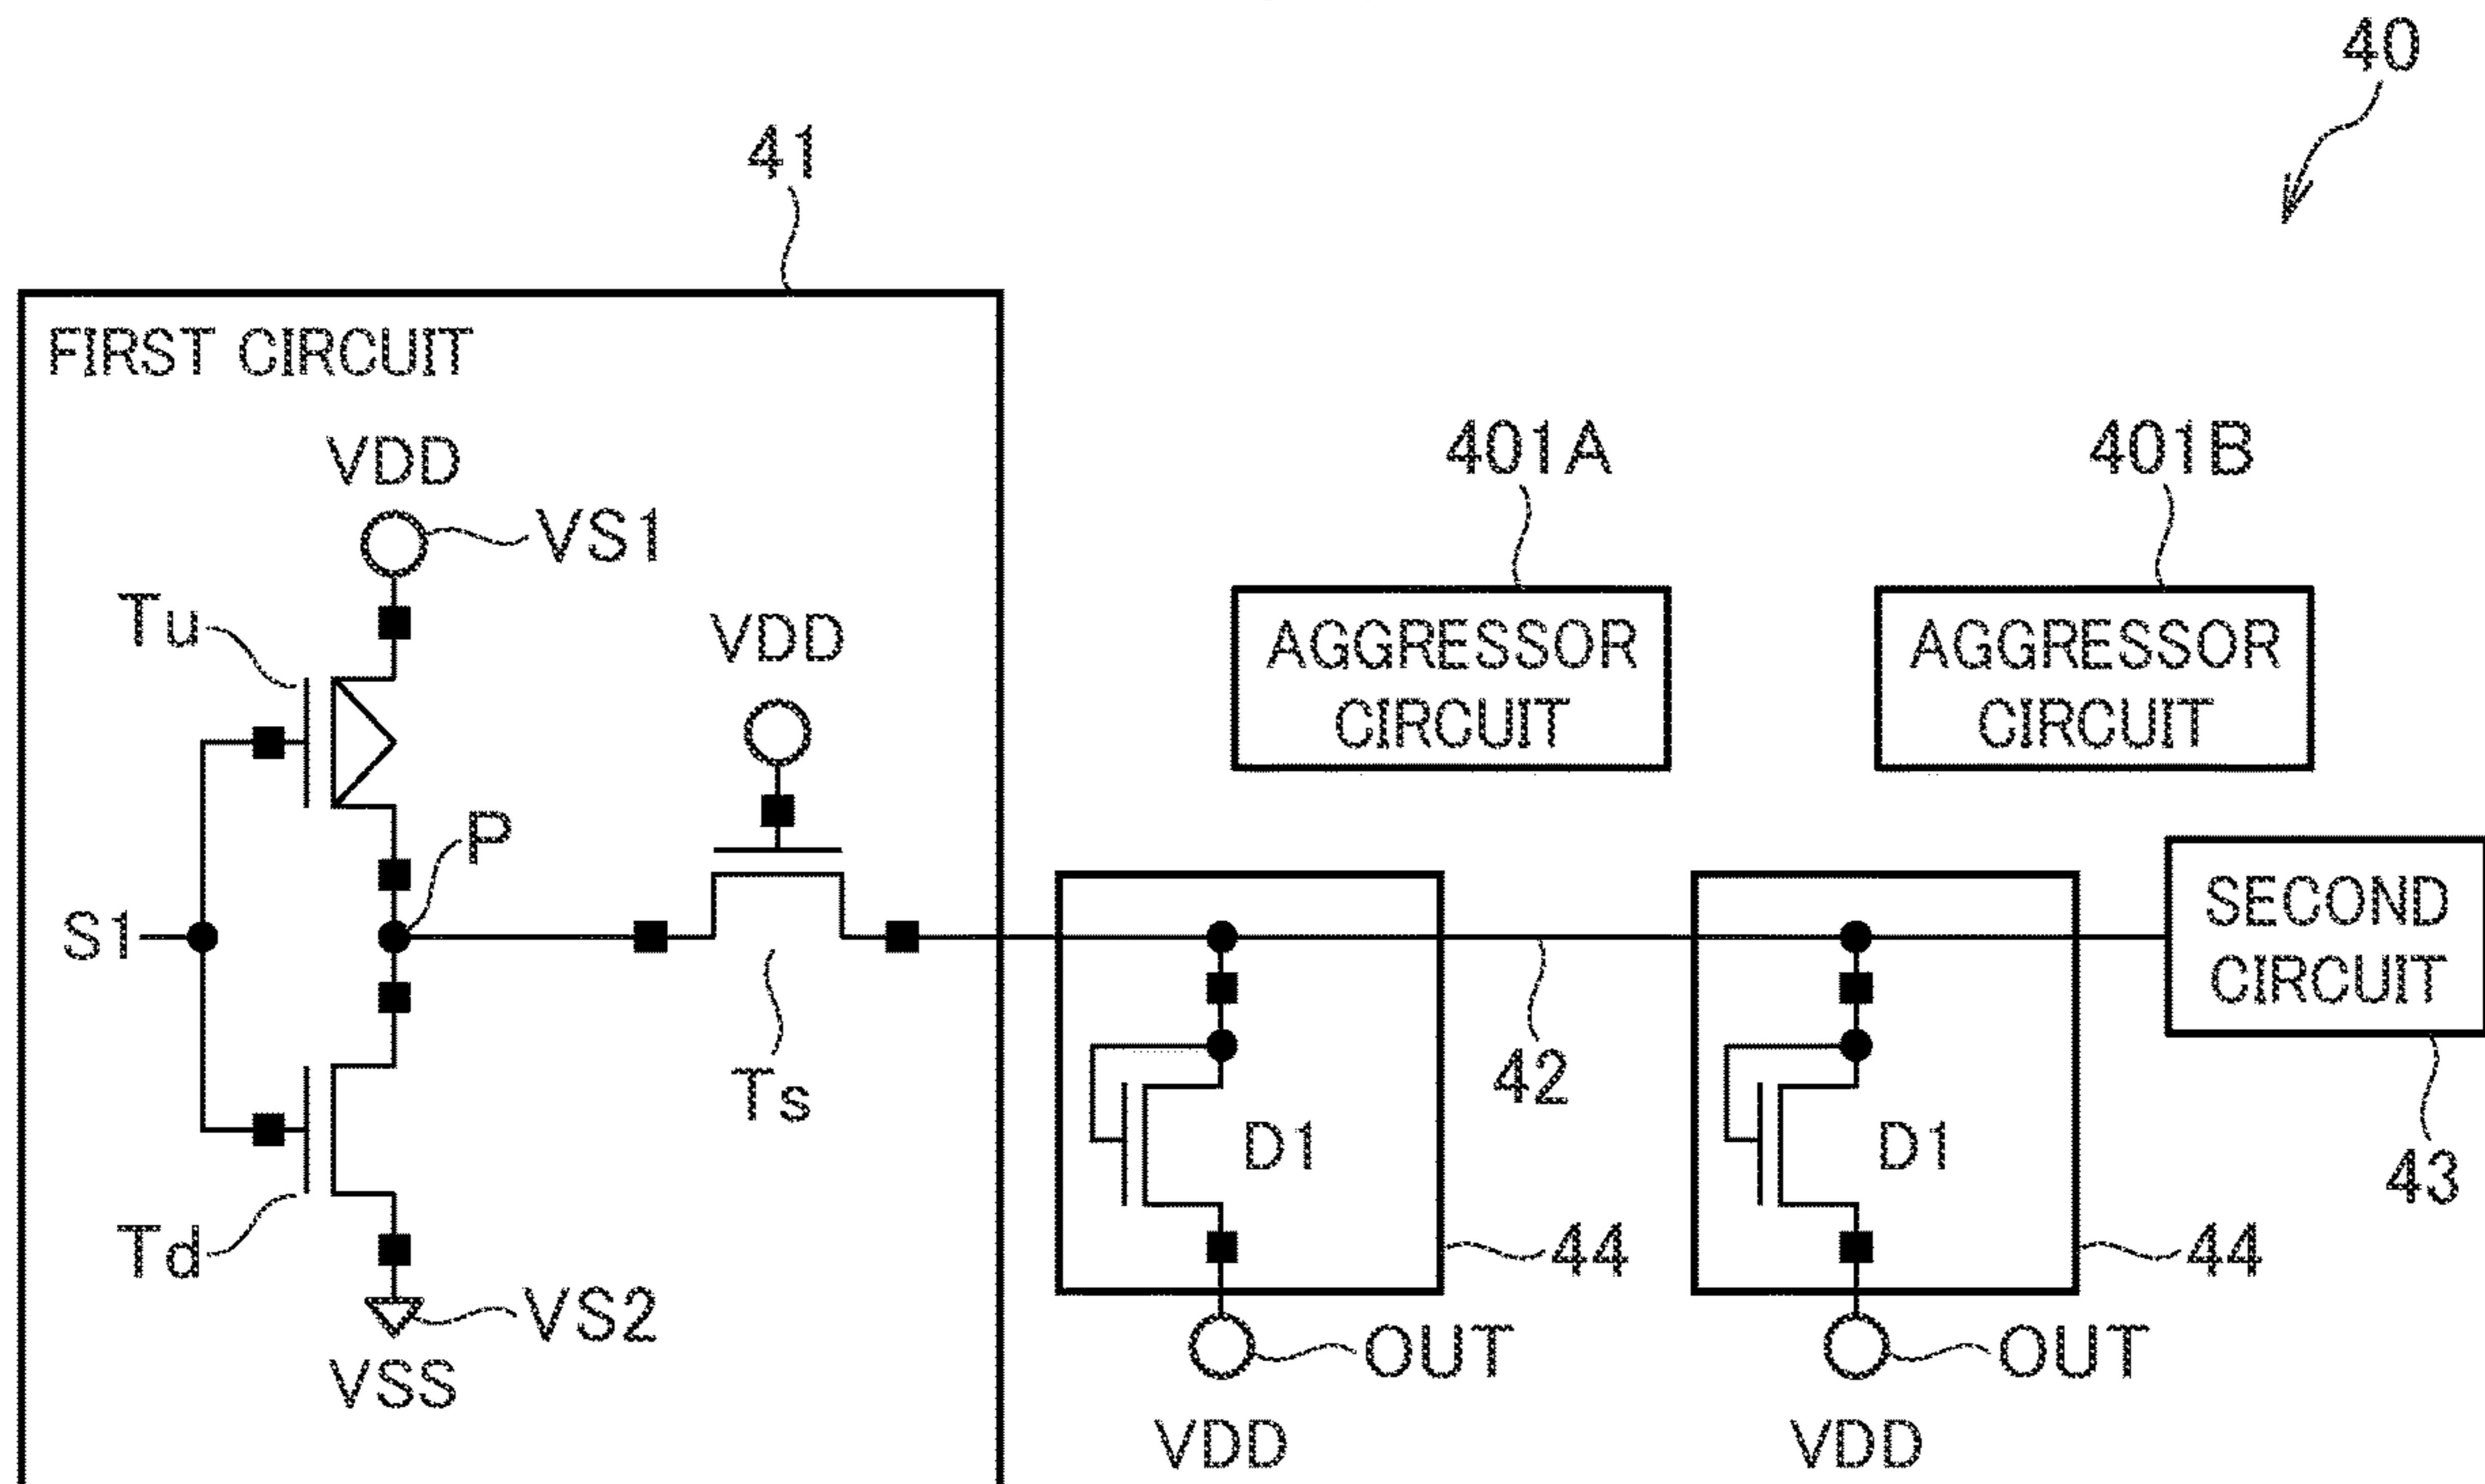 40
41
FIRST CIRCUIT
VDD
VS1
Tu
VDD
P
S1
Ts
Td
VS2
VSS
401A
AGGRESSOR
CIRCUIT
401B
AGGRESSOR
CIRCUIT
SECOND
CIRCUIT
42
43
D1
44
OUT
VDD
D1
44
OUT
VDD